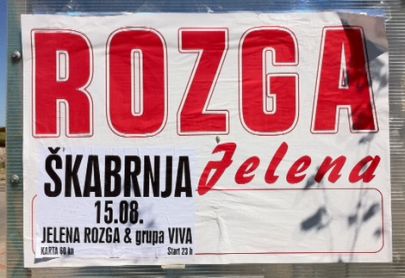 ROZGA
Jelena
ŠKABRNJA
15.08.
JELENA ROZGA & grupa VIVA
KARTA 60 kn Start 23 h